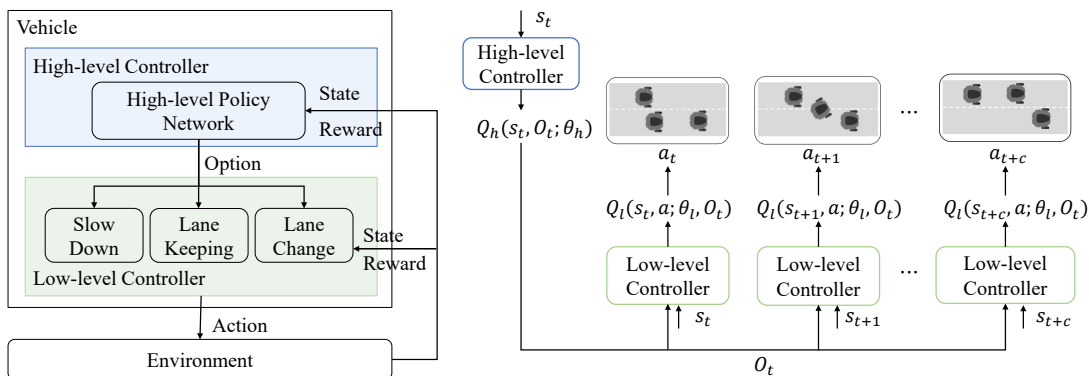 Vehicle
High-level Controller
High-level Policy
Network
State
Reward
Option
Slow
Down
Lane
Keeping
Lane
Change
State
Reward
Low-level Controller
Action
Environment
s_t
High-level
Controller
Q_h(s_t, O_t; θ_h)
...
a_t
a_{t+1}
a_{t+c}
Q_l(s_t, a; θ_l, O_t)
Q_l(s_{t+1}, a; θ_l, O_t)
Q_l(s_{t+c}, a; θ_l, O_t)
Low-level
Controller
Low-level
Controller
...
Low-level
Controller
s_t
s_{t+1}
s_{t+c}
O_t